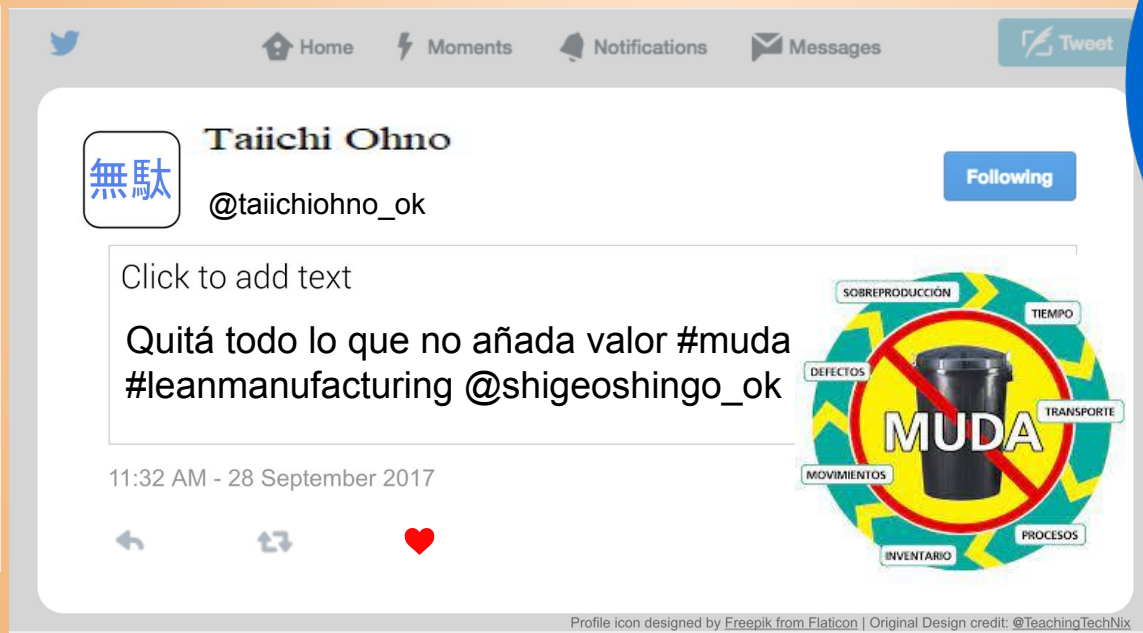 Home Moments Notifications Messages Tweet
Taiichi Ohno
無駄
@taiichiohno_ok
Following
Click to add text
Quitá todo lo que no añada valor #muda
#leanmanufacturing @shigeoshingo_ok
SOBREPRODUCCIÓN
TIEMPO
DEFECTOS
TRANSPORTE
MUDA
MOVIMIENTOS
PROCESOS
INVENTARIO
11:32 AM - 28 September 2017
Profile icon designed by Freepik from Flaticon | Original Design credit: @TeachingTechNix